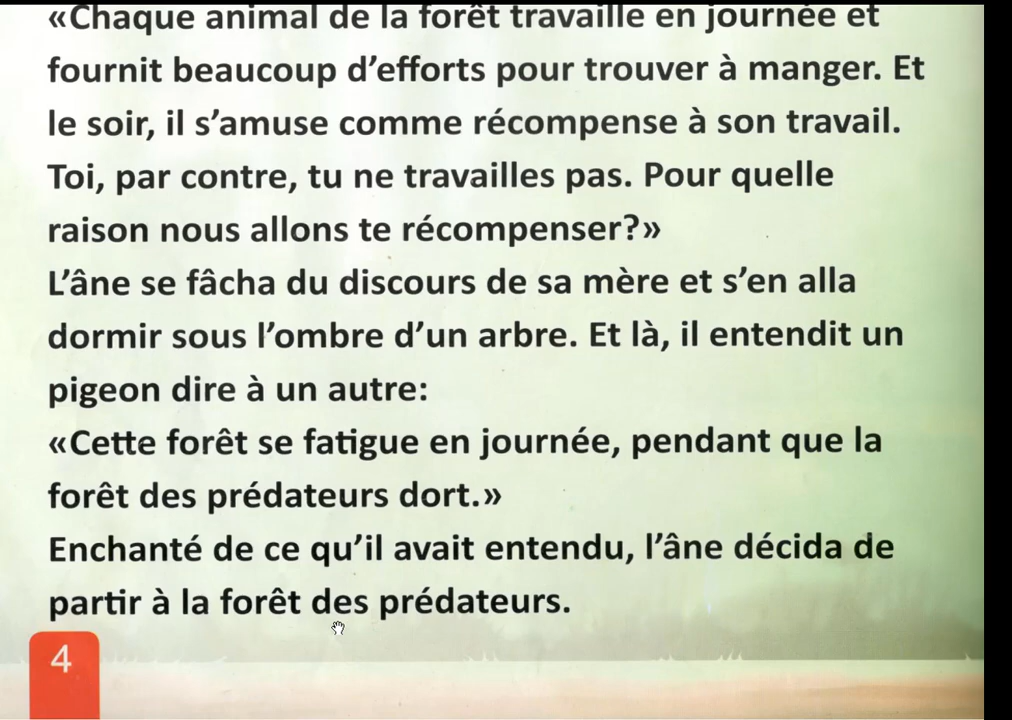 «Chaque animal de la forêt travaille en journée et
fournit beaucoup d’efforts pour trouver à manger. Et
le soir, il s’amuse comme récompense à son travail.
Toi, par contre, tu ne travailles pas. Pour quelle
raison nous allons te récompenser?»
L’âne se fâcha du discours de sa mère et s’en alla
dormir sous l’ombre d’un arbre. Et là, il entendit un
pigeon dire à un autre:
«Cette forêt se fatigue en journée, pendant que la
forêt des prédateurs dort.»
Enchanté de ce qu’il avait entendu, l’âne décida de
partir à la forêt des prédateurs.
4